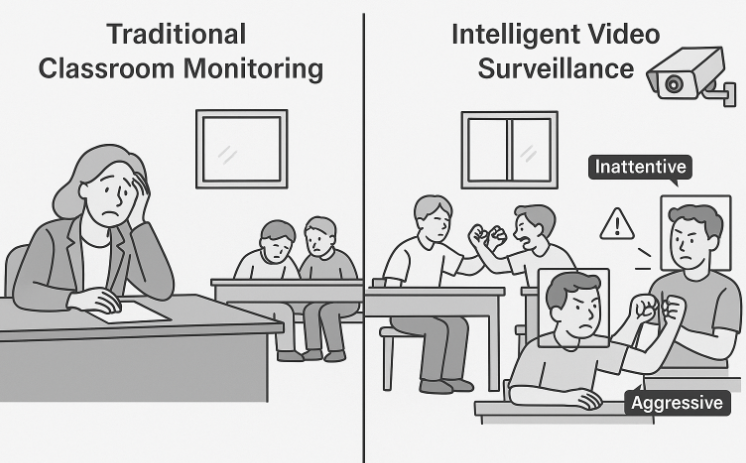 Traditional
Classroom Monitoring
Intelligent Video
Surveillance
Inattentive
Aggressive